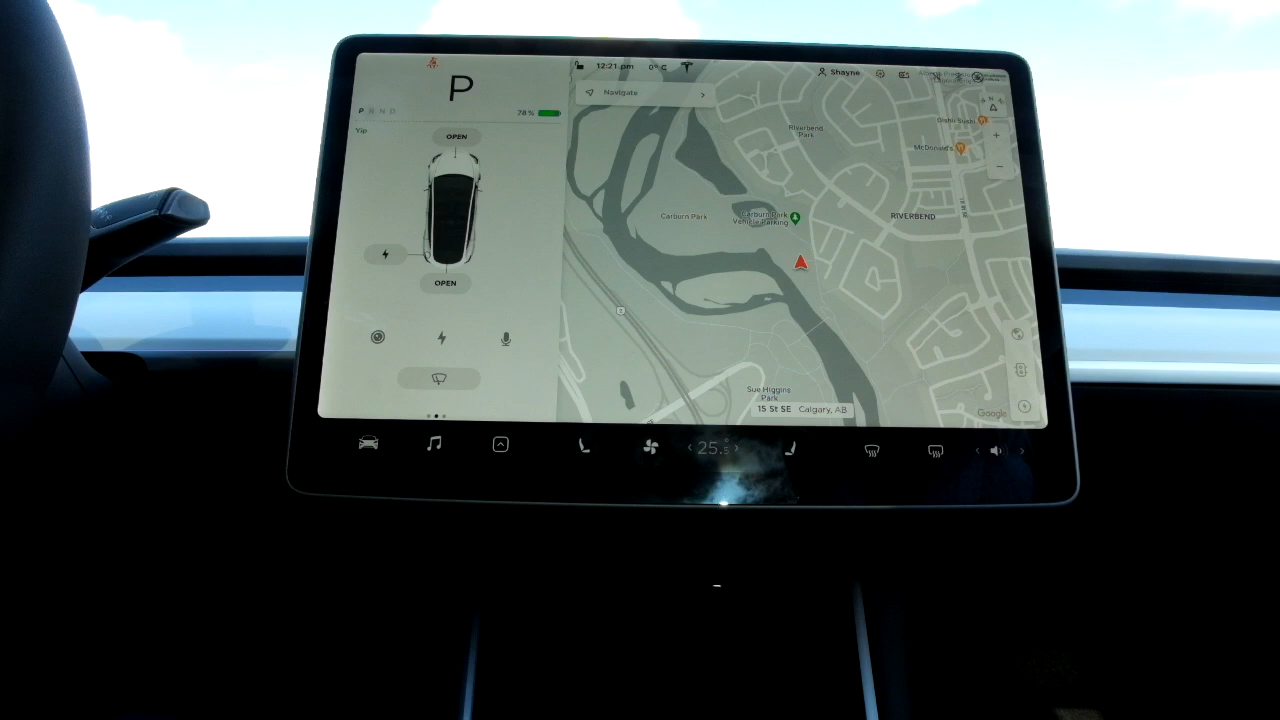 P
P R N D
78 %
Yip
OPEN
OPEN
12:21 pm
0° C
Shayne
Navigate
N
Riverbend
Park
Oishii Sushi
McDonald's
+
−
Carburn Park
Carburn Park
Vehicle Parking
RIVERBEND
Sue Higgins
Park
15 St SE Calgary, AB
Google
25.5